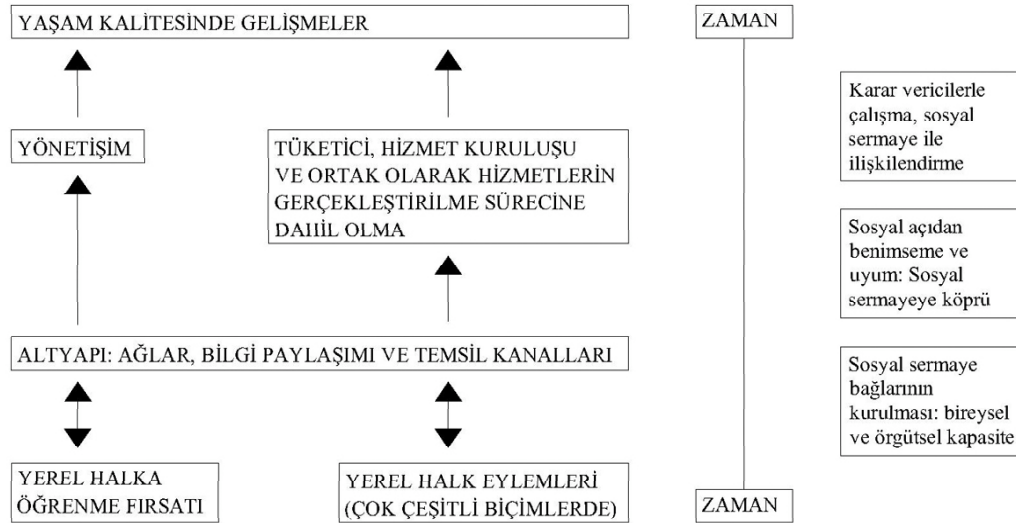 YAŞAM KALİTESİNDE GELİŞMELER
ZAMAN
Karar vericilerle
çalışma, sosyal
sermaye ile
ilişkilendirme
YÖNETİŞİM
TÜKETİCİ, HİZMET KURULUŞU
VE ORTAK OLARAK HİZMETLERİN
GERÇEKLEŞTİRİLME SÜRECİNE
DAHİL OLMA
Sosyal açıdan
benimseme ve
uyum: Sosyal
sermayeye köprü
ALTYAPI: AĞLAR, BİLGİ PAYLAŞIMI VE TEMSİL KANALLARI
Sosyal sermaye
bağlarının
kurulması: bireysel
ve örgütsel kapasite
YEREL HALKA
ÖĞRENME FIRSATI
YEREL HALK EYLEMLERİ
(ÇOK ÇEŞİTLİ BİÇİMLERDE)
ZAMAN